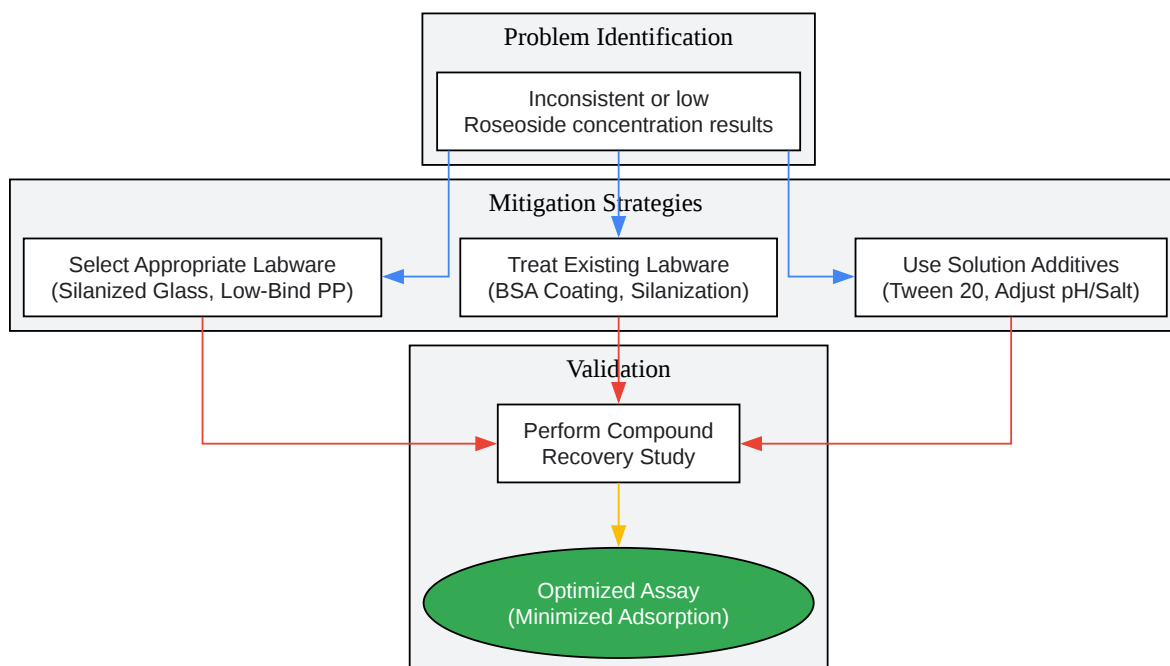 Problem Identification
Inconsistent or low
Roseoside concentration results
Mitigation Strategies
Select Appropriate Labware
(Silanized Glass, Low-Bind PP)
Treat Existing Labware
(BSA Coating, Silanization)
Use Solution Additives
(Tween 20, Adjust pH/Salt)
Validation
Perform Compound
Recovery Study
Optimized Assay
(Minimized Adsorption)